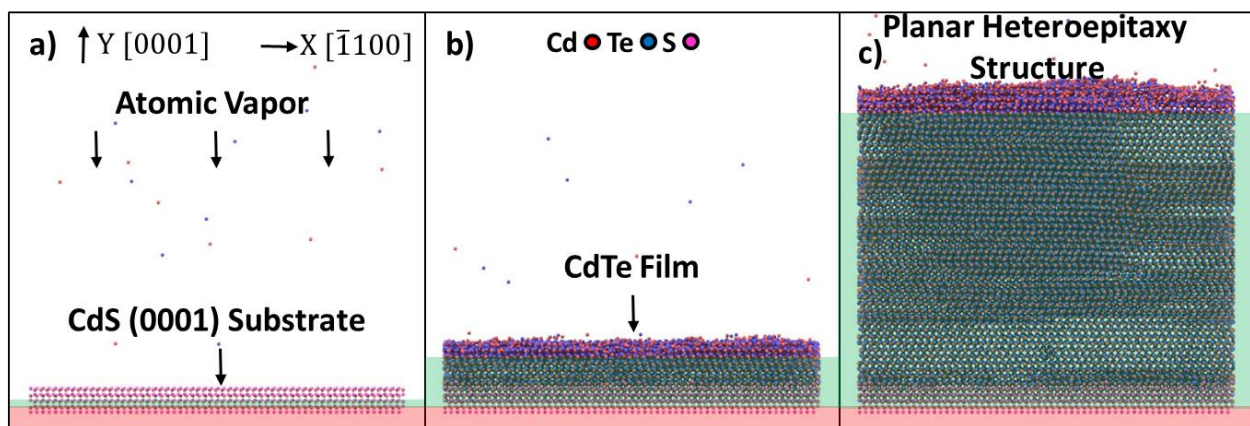 a) ↑ Y [0001] → X [1̅100]
Atomic Vapor
CdS (0001) Substrate
b) Cd Te S
CdTe Film
c) Planar Heteroepitaxy
Structure